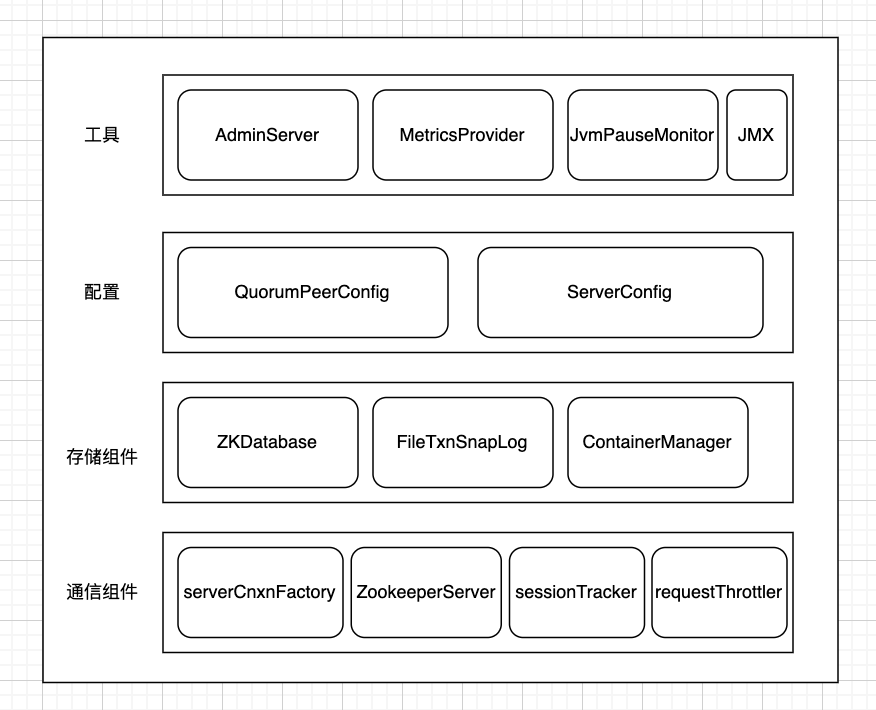 工具
AdminServer
MetricsProvider
JvmPauseMonitor
JMX
配置
QuorumPeerConfig
ServerConfig
存储组件
ZKDatabase
FileTxnSnapLog
ContainerManager
通信组件
serverCnxnFactory
ZookeeperServer
sessionTracker
requestThrottler